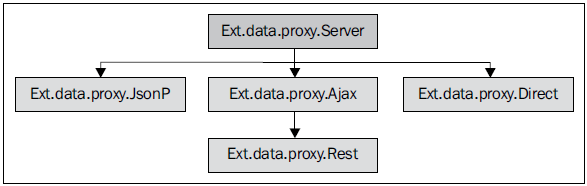 Ext.data.proxy.Server
Ext.data.proxy.JsonP
Ext.data.proxy.Ajax
Ext.data.proxy.Direct
Ext.data.proxy.Rest